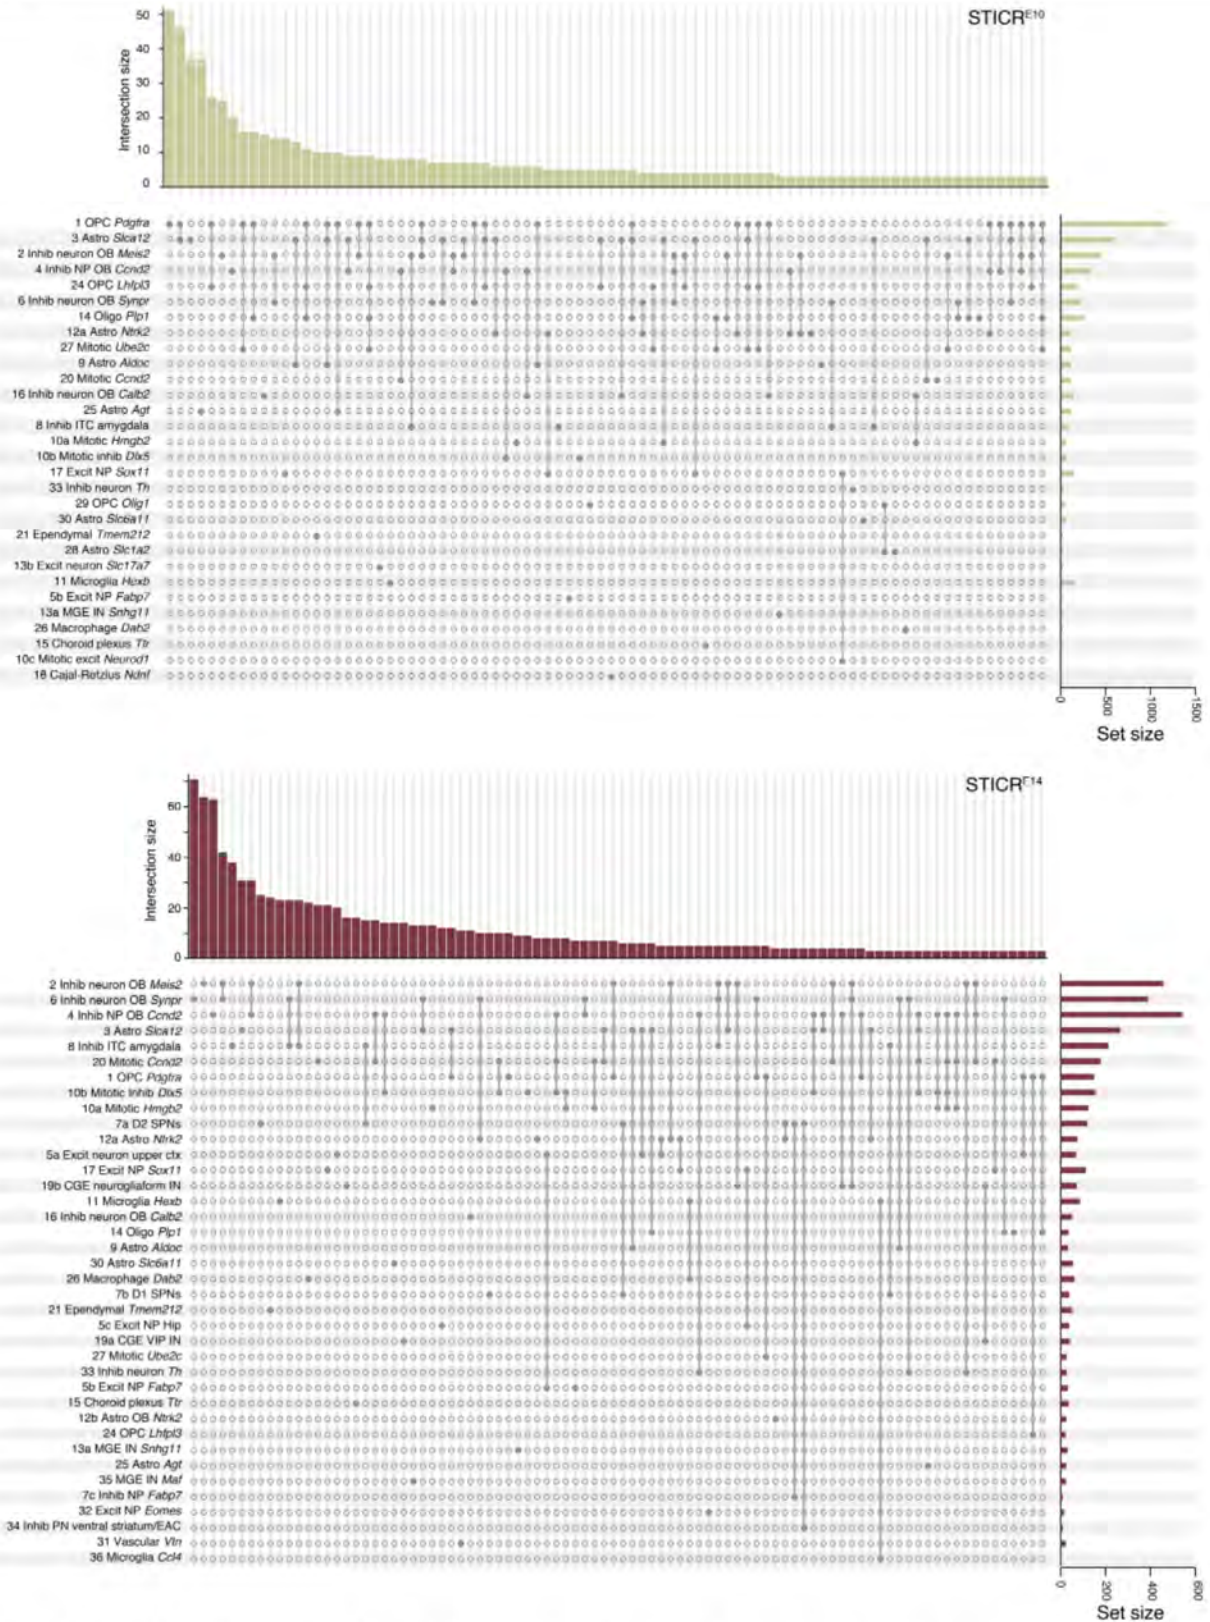 STICR^E10
50
40
30
20
10
0
Intersection size
1 OPC Pdgfra
3 Astro Slca12
2 Inhib neuron OB Meis2
4 Inhib NP OB Ccnd2
24 OPC Lhfpl3
6 Inhib neuron OB Synpr
14 Oligo Plp1
12a Astro Ntrk2
27 Mitotic Ube2c
9 Astro Aldoc
20 Mitotic Ccnd2
16 Inhib neuron OB Calb2
25 Astro Agt
8 Inhib ITC amygdala
10a Mitotic Hmgb2
10b Mitotic inhib Dlx5
17 Excit NP Sox11
33 Inhib neuron Th
29 OPC Olig1
30 Astro Slc6a11
21 Ependymal Tmem212
28 Astro Slc1a2
13b Excit neuron Slc17a7
11 Microglia Hexb
5b Excit NP Fabp7
13a MGE IN Snhg11
26 Macrophage Dab2
15 Choroid plexus Ttr
10c Mitotic excit Neurod1
18 Cajal-Retzius Ndnf
0
500
1000
1500
Set size
STICR^E14
60
40
20
0
Intersection size
2 Inhib neuron OB Meis2
6 Inhib neuron OB Synpr
4 Inhib NP OB Ccnd2
3 Astro Slca12
8 Inhib ITC amygdala
20 Mitotic Ccnd2
1 OPC Pdgfra
10b Mitotic Inhib Dlx5
10a Mitotic Hmgb2
7a D2 SPNs
12a Astro Ntrk2
5a Excit neuron upper ctx
17 Excit NP Sox11
19b CGE neurogliaform IN
11 Microglia Hexb
16 Inhib neuron OB Calb2
14 Oligo Plp1
9 Astro Aldoc
30 Astro Slc6a11
26 Macrophage Dab2
7b D1 SPNs
21 Ependymal Tmem212
5c Excit NP Hip
19a CGE VIP IN
27 Mitotic Ube2c
33 Inhib neuron Th
5b Excit NP Fabp7
15 Choroid plexus Ttr
12b Astro OB Ntrk2
24 OPC Lhfpl3
13a MGE IN Snhg11
25 Astro Agt
35 MGE IN Maf
7c Inhib NP Fabp7
32 Excit NP Eomes
34 Inhib PN ventral striatum/EAC
31 Vascular Vtn
36 Microglia Ccl4
0
200
400
600
Set size